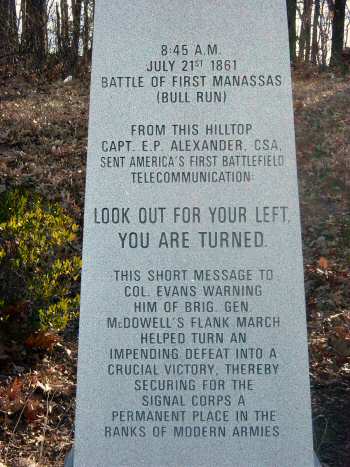 8:45 A.M.
JULY 21ST 1861
BATTLE OF FIRST MANASSAS
(BULL RUN)
FROM THIS HILLTOP
CAPT. E.P. ALEXANDER, CSA,
SENT AMERICA'S FIRST BATTLEFIELD
TELECOMMUNICATION:
LOOK OUT FOR YOUR LEFT,
YOU ARE TURNED.
THIS SHORT MESSAGE TO
COL. EVANS WARNING
HIM OF BRIG. GEN.
McDOWELL'S FLANK MARCH
HELPED TURN AN
IMPENDING DEFEAT INTO A
CRUCIAL VICTORY, THEREBY
SECURING FOR THE
SIGNAL CORPS A
PERMANENT PLACE IN THE
RANKS OF MODERN ARMIES.